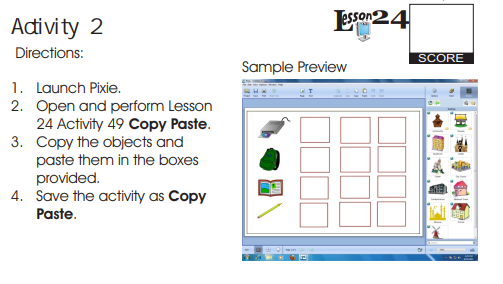 Activity 2
Lesson 24
SCORE
Directions:
Sample Preview
1. Launch Pixie.
2. Open and perform Lesson
24 Activity 49 Copy Paste.
3. Copy the objects and
paste them in the boxes
provided.
4. Save the activity as Copy
Paste.